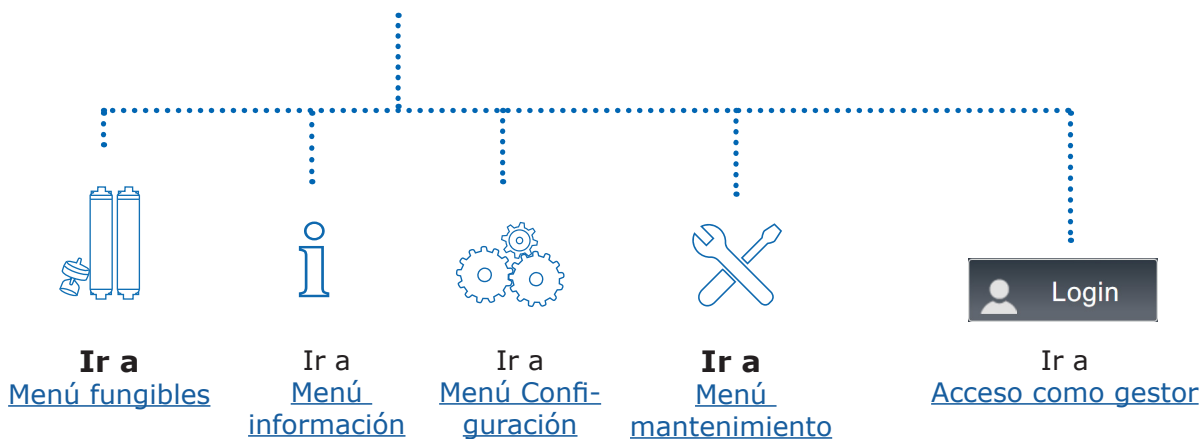 Login
Ir a
Menú fungibles
Ir a
Menú
información
Ir a
Menú Confi-
guración
Ir a
Menú
mantenimiento
Ir a
Acceso como gestor